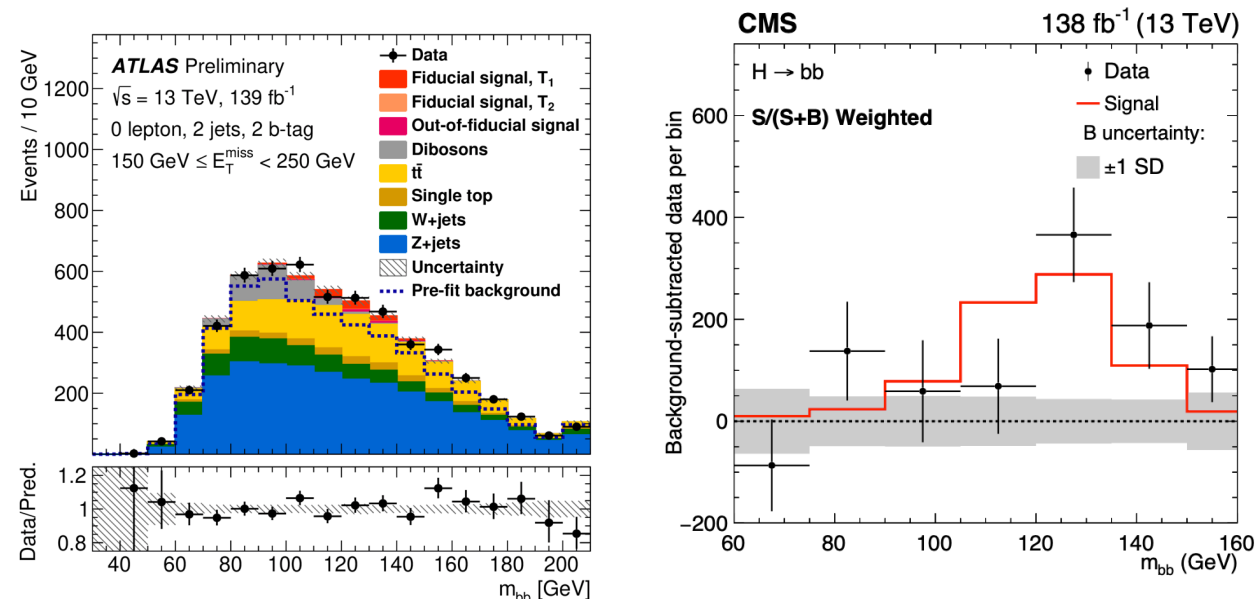 ATLAS Preliminary
√s = 13 TeV, 139 fb⁻¹
0 lepton, 2 jets, 2 b-tag
150 GeV ≤ E_T^miss < 250 GeV
Data
Fiducial signal, T₁
Fiducial signal, T₂
Out-of-fiducial signal
Dibosons
tt̄
Single top
W+jets
Z+jets
Uncertainty
Pre-fit background
Events / 10 GeV
1200
1000
800
600
400
200
Data/Pred.
1.2
1
0.8
40 60 80 100 120 140 160 180 200
m_bb [GeV]
CMS 138 fb⁻¹ (13 TeV)
H → bb
S/(S+B) Weighted
Data
Signal
B uncertainty:
±1 SD
Background-subtracted data per bin
600
400
200
0
−200
60 80 100 120 140 160
m_bb (GeV)